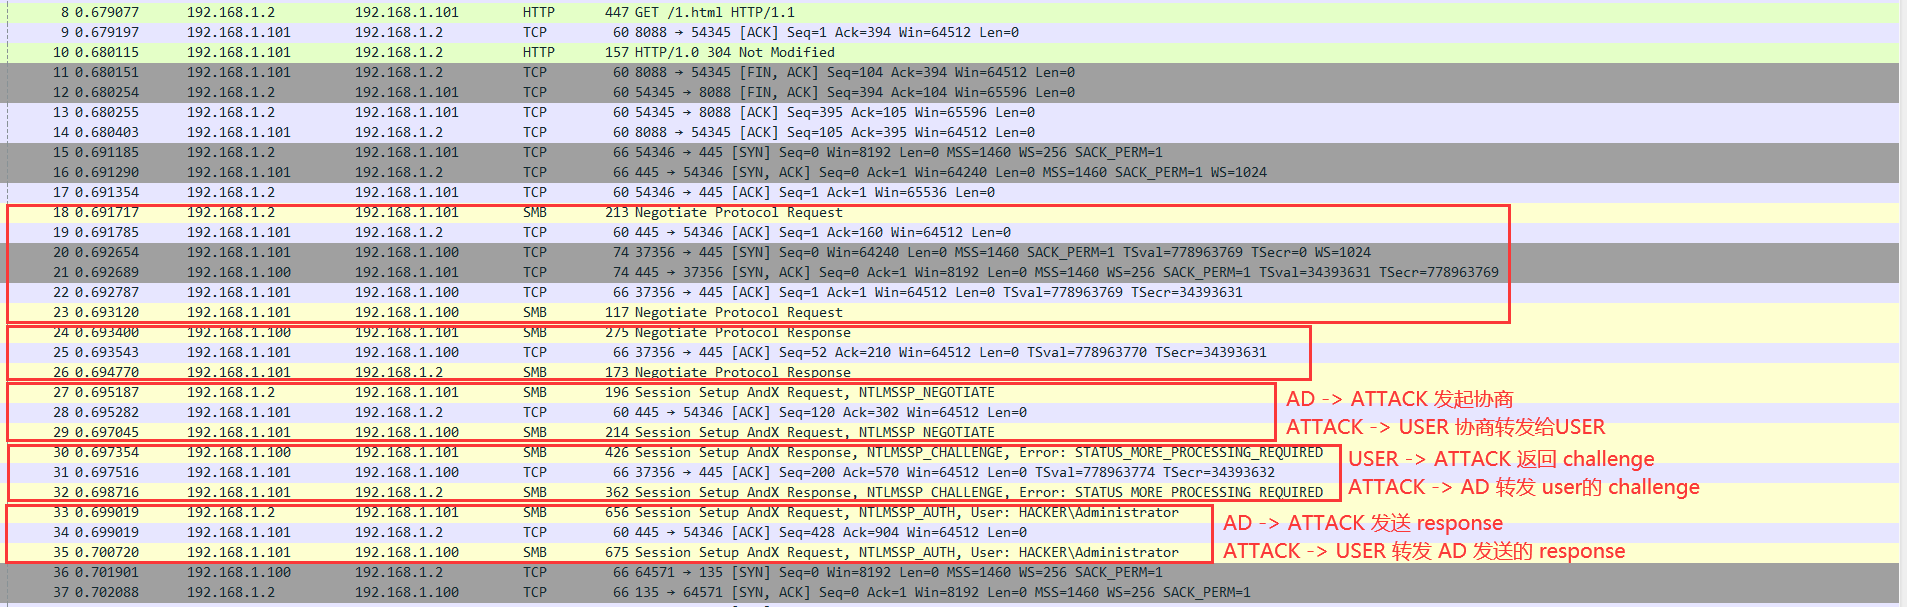 8 0.679077 192.168.1.2 192.168.1.101 HTTP 447 GET /1.html HTTP/1.1
9 0.679197 192.168.1.101 192.168.1.2 TCP 60 8088 → 54345 [ACK] Seq=1 Ack=394 Win=64512 Len=0
10 0.680115 192.168.1.101 192.168.1.2 HTTP 157 HTTP/1.0 304 Not Modified
11 0.680151 192.168.1.101 192.168.1.2 TCP 60 8088 → 54345 [FIN, ACK] Seq=104 Ack=394 Win=64512 Len=0
12 0.680254 192.168.1.2 192.168.1.101 TCP 60 54345 → 8088 [FIN, ACK] Seq=394 Ack=104 Win=65596 Len=0
13 0.680255 192.168.1.2 192.168.1.101 TCP 60 54345 → 8088 [ACK] Seq=395 Ack=105 Win=65596 Len=0
14 0.680403 192.168.1.101 192.168.1.2 TCP 60 8088 → 54345 [ACK] Seq=105 Ack=395 Win=64512 Len=0
15 0.691185 192.168.1.2 192.168.1.101 TCP 66 54346 → 445 [SYN] Seq=0 Win=8192 Len=0 MSS=1460 WS=256 SACK_PERM=1
16 0.691290 192.168.1.101 192.168.1.2 TCP 66 445 → 54346 [SYN, ACK] Seq=0 Ack=1 Win=64240 Len=0 MSS=1460 SACK_PERM=1 WS=1024
17 0.691354 192.168.1.2 192.168.1.101 TCP 60 54346 → 445 [ACK] Seq=1 Ack=1 Win=65536 Len=0
18 0.691717 192.168.1.2 192.168.1.101 SMB 213 Negotiate Protocol Request
19 0.691785 192.168.1.101 192.168.1.2 TCP 60 445 → 54346 [ACK] Seq=1 Ack=160 Win=64512 Len=0
20 0.692654 192.168.1.101 192.168.1.100 TCP 74 37356 → 445 [SYN] Seq=0 Win=64240 Len=0 MSS=1460 SACK_PERM=1 TSval=778963769 TSecr=0 WS=1024
21 0.692689 192.168.1.100 192.168.1.101 TCP 74 445 → 37356 [SYN, ACK] Seq=0 Ack=1 Win=8192 Len=0 MSS=1460 WS=256 SACK_PERM=1 TSval=34393631 TSecr=778963769
22 0.692787 192.168.1.101 192.168.1.100 TCP 66 37356 → 445 [ACK] Seq=1 Ack=1 Win=64512 Len=0 TSval=778963769 TSecr=34393631
23 0.693120 192.168.1.101 192.168.1.100 SMB 117 Negotiate Protocol Request
24 0.693400 192.168.1.100 192.168.1.101 SMB 275 Negotiate Protocol Response
25 0.693543 192.168.1.101 192.168.1.100 TCP 66 37356 → 445 [ACK] Seq=52 Ack=210 Win=64512 Len=0 TSval=778963770 TSecr=34393631
26 0.694770 192.168.1.101 192.168.1.2 SMB 173 Negotiate Protocol Response
27 0.695187 192.168.1.2 192.168.1.101 SMB 196 Session Setup AndX Request, NTLMSSP_NEGOTIATE
AD -> ATTACK 发起协商
28 0.695282 192.168.1.101 192.168.1.2 TCP 60 445 → 54346 [ACK] Seq=120 Ack=302 Win=64512 Len=0
29 0.697045 192.168.1.101 192.168.1.100 SMB 214 Session Setup AndX Request, NTLMSSP_NEGOTIATE
ATTACK -> USER 协商转发给USER
30 0.697354 192.168.1.100 192.168.1.101 SMB 426 Session Setup AndX Response, NTLMSSP_CHALLENGE, Error: STATUS_MORE_PROCESSING_REQUIRED
USER -> ATTACK 返回 challenge
31 0.697516 192.168.1.101 192.168.1.100 TCP 66 37356 → 445 [ACK] Seq=200 Ack=570 Win=64512 Len=0 TSval=778963774 TSecr=34393632
32 0.698716 192.168.1.101 192.168.1.2 SMB 362 Session Setup AndX Response, NTLMSSP_CHALLENGE, Error: STATUS_MORE_PROCESSING_REQUIRED
ATTACK -> AD 转发 user的 challenge
33 0.699019 192.168.1.2 192.168.1.101 SMB 656 Session Setup AndX Request, NTLMSSP_AUTH, User: HACKER\Administrator
AD -> ATTACK 发送 response
34 0.699019 192.168.1.101 192.168.1.2 TCP 60 445 → 54346 [ACK] Seq=428 Ack=904 Win=64512 Len=0
35 0.700720 192.168.1.101 192.168.1.100 SMB 675 Session Setup AndX Request, NTLMSSP_AUTH, User: HACKER\Administrator
ATTACK -> USER 转发 AD 发送的 response
36 0.701901 192.168.1.100 192.168.1.2 TCP 66 64571 → 135 [SYN] Seq=0 Win=8192 Len=0 MSS=1460 WS=256 SACK_PERM=1
37 0.702088 192.168.1.2 192.168.1.100 TCP 66 135 → 64571 [SYN, ACK] Seq=0 Ack=1 Win=8192 Len=0 MSS=1460 WS=256 SACK_PERM=1